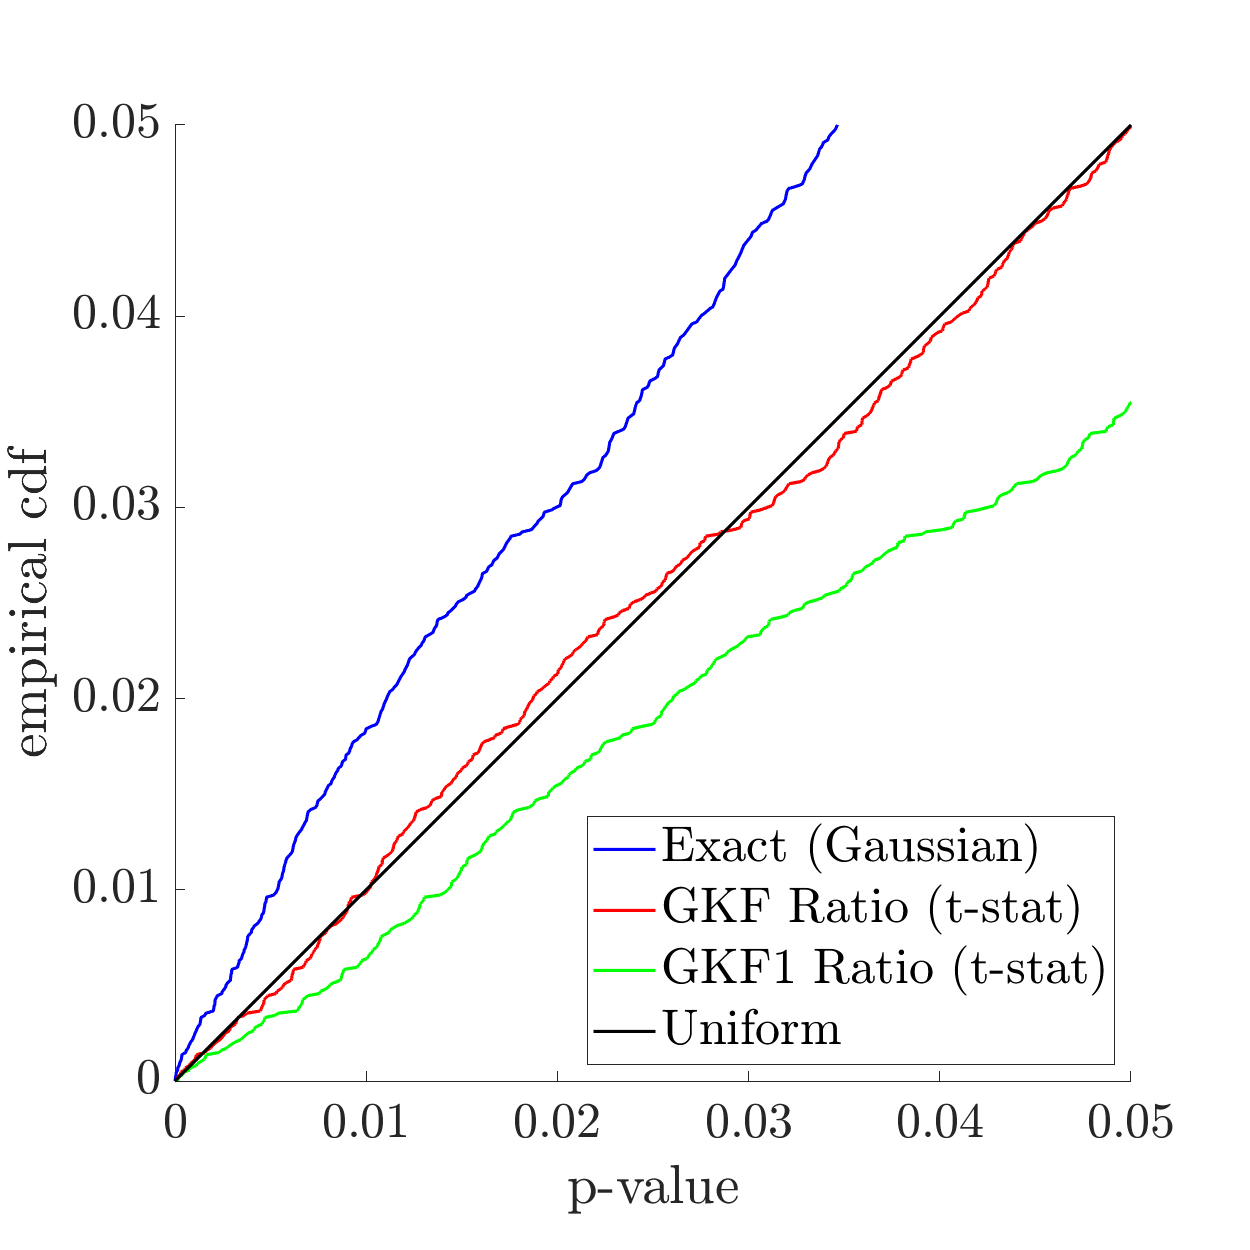 0.05
0.04
0.03
0.02
0.01
0
empirical cdf
Exact (Gaussian)
GKF Ratio (t-stat)
GKF1 Ratio (t-stat)
Uniform
0 0.01 0.02 0.03 0.04 0.05
p-value